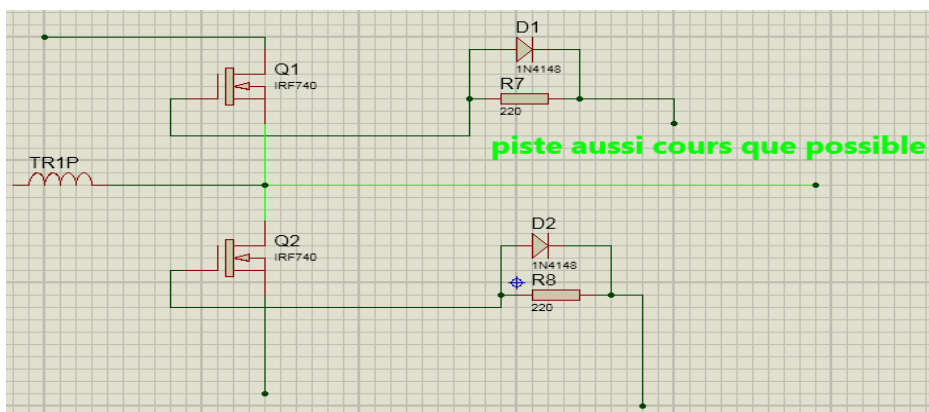 D1
1N4148
Q1
IRF740
R7
220
piste aussi cours que possible
TR1P
D2
1N4148
Q2
IRF740
R8
220